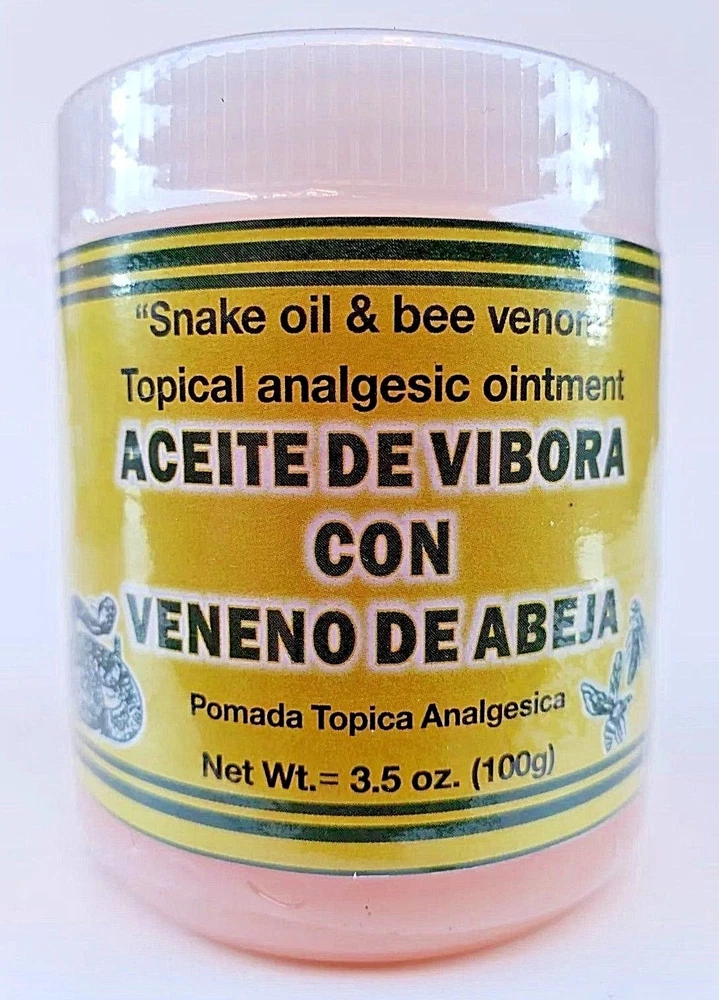 "Snake oil & bee venom"
Topical analgesic ointment
ACEITE DE VIBORA
CON
VENENO DE ABEJA
Pomada Topica Analgesica
Net Wt.= 3.5 oz. (100g)